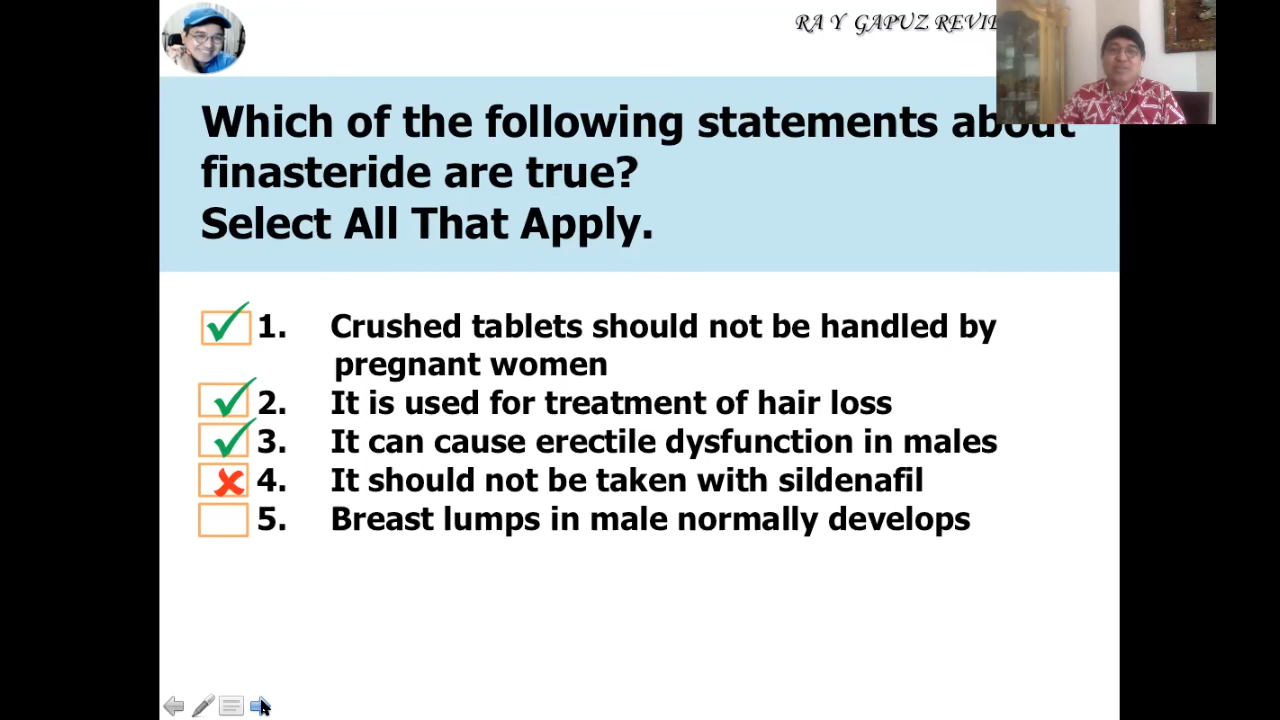 RAY GAPUZ REVIE
Which of the following statements about
finasteride are true?
Select All That Apply.
1. Crushed tablets should not be handled by
pregnant women
2. It is used for treatment of hair loss
3. It can cause erectile dysfunction in males
4. It should not be taken with sildenafil
5. Breast lumps in male normally develops